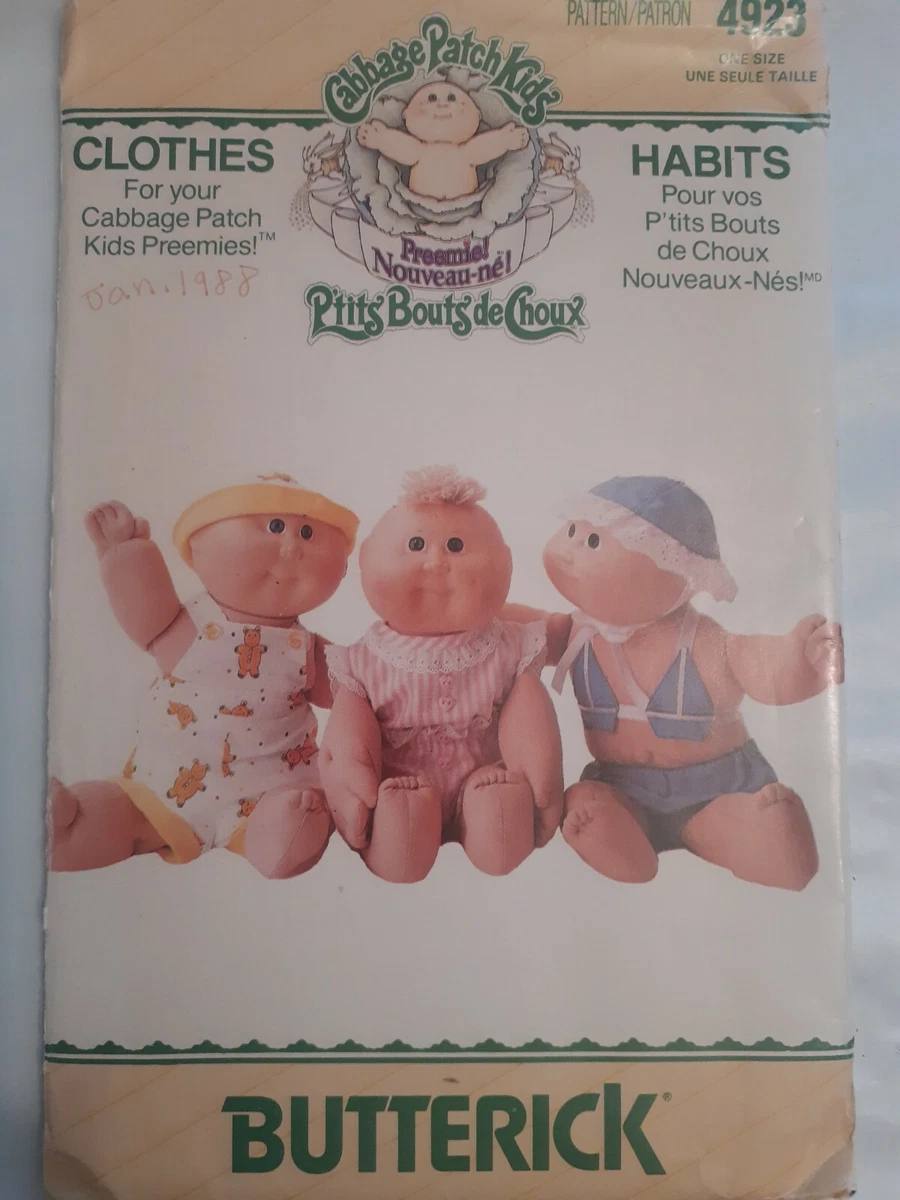 PATTERN/PATRON 4923
ONE SIZE
UNE SEULE TAILLE
Cabbage Patch Kids
Preemie!
Nouveau-né!
P'tits Bouts de Choux
CLOTHES
For your
Cabbage Patch
Kids Preemies!™
Jan. 1988
HABITS
Pour vos
P'tits Bouts
de Choux
Nouveaux-Nés!MD
BUTTERICK®